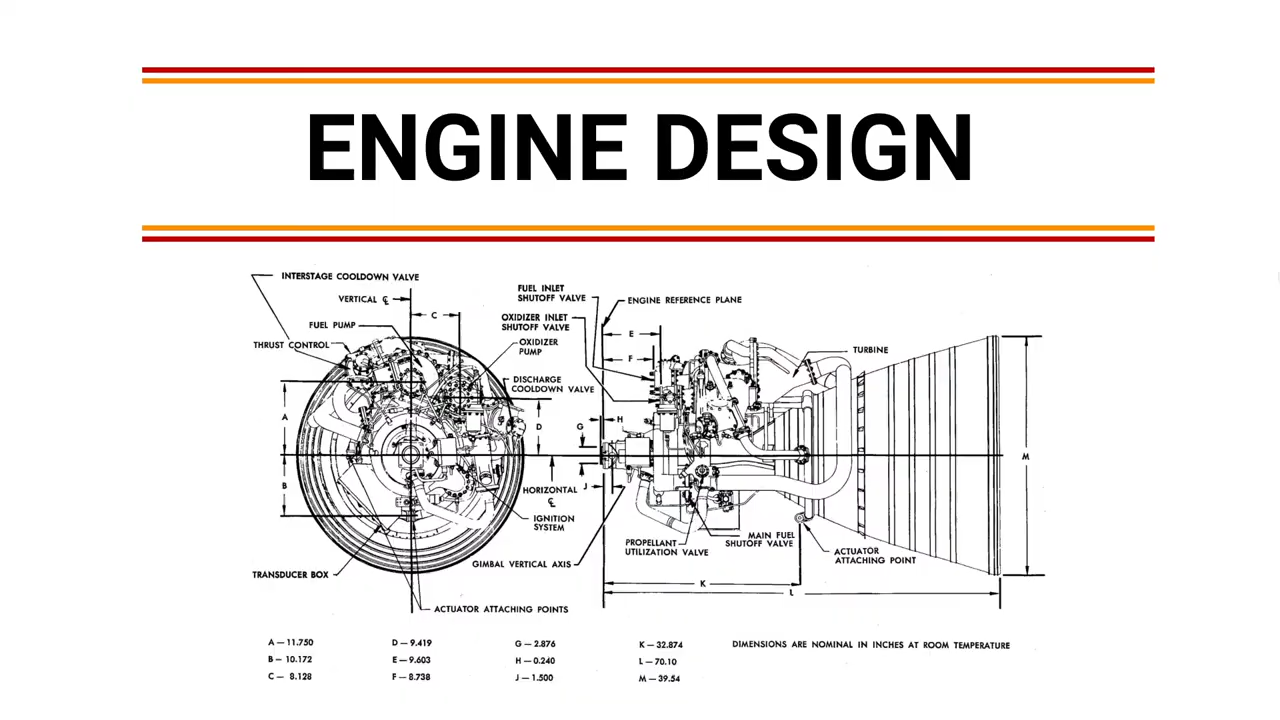 ENGINE DESIGN
INTERSTAGE COOLDOWN VALVE
VERTICAL ℄
C
FUEL PUMP
THRUST CONTROL
OXIDIZER
PUMP
DISCHARGE
COOLDOWN VALVE
A
D
B
HORIZONTAL
℄
IGNITION
SYSTEM
GIMBAL VERTICAL AXIS
TRANSDUCER BOX
ACTUATOR ATTACHING POINTS
FUEL INLET
SHUTOFF VALVE
ENGINE REFERENCE PLANE
OXIDIZER INLET
SHUTOFF VALVE
E
F
TURBINE
H
G
J
M
PROPELLANT
UTILIZATION VALVE
MAIN FUEL
SHUTOFF VALVE
ACTUATOR
ATTACHING POINT
K
L
A — 11.750 D — 9.419 G — 2.876 K — 32.874 DIMENSIONS ARE NOMINAL IN INCHES AT ROOM TEMPERATURE
B — 10.172 E — 9.603 H — 0.240 L — 70.10
C — 8.128 F — 8.738 J — 1.500 M — 39.54